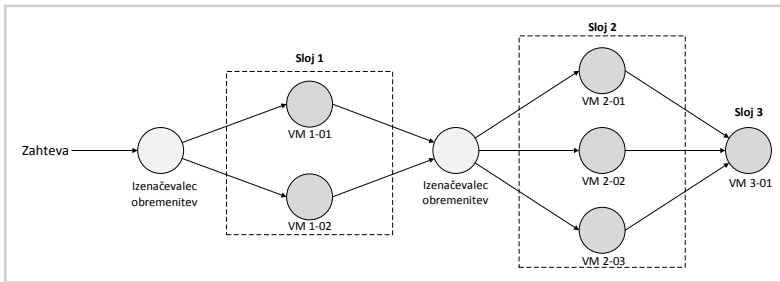 Zahteva
Izenačevalec
obremenitev
Sloj 1
VM 1-01
VM 1-02
Izenačevalec
obremenitev
Sloj 2
VM 2-01
VM 2-02
VM 2-03
Sloj 3
VM 3-01